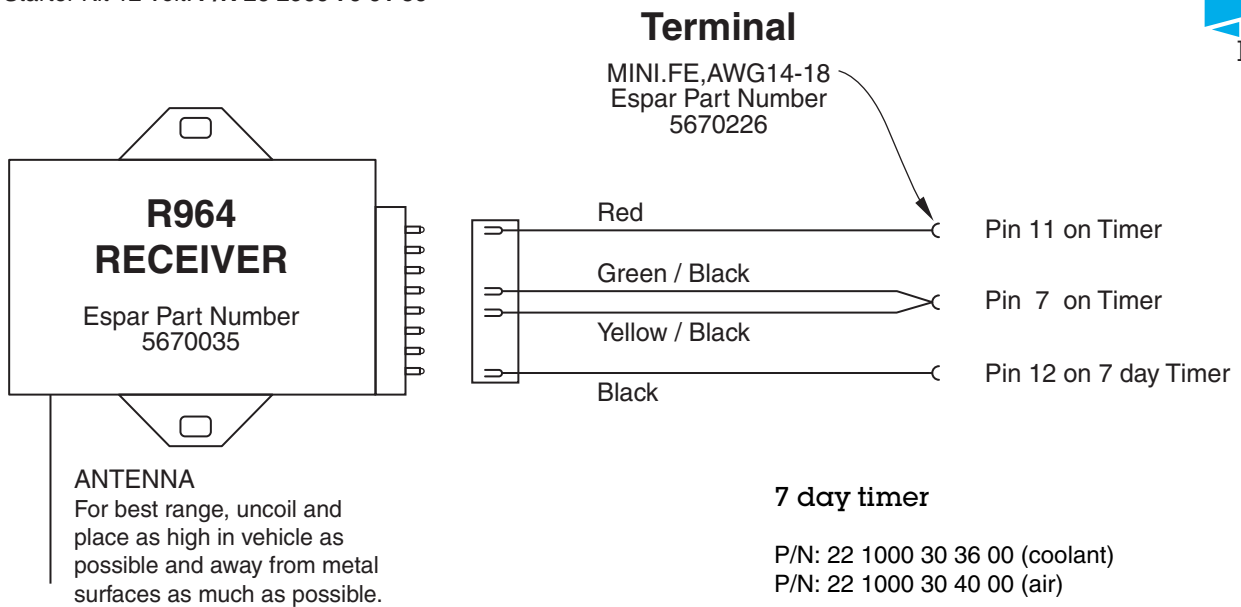 Terminal
MINI.FE,AWG14-18
Espar Part Number
5670226
R964
RECEIVER
Espar Part Number
5670035
Red
Pin 11 on Timer
Green / Black
Pin 7 on Timer
Yellow / Black
Pin 12 on 7 day Timer
Black
ANTENNA
For best range, uncoil and
place as high in vehicle as
possible and away from metal
surfaces as much as possible.
7 day timer
P/N: 22 1000 30 36 00 (coolant)
P/N: 22 1000 30 40 00 (air)